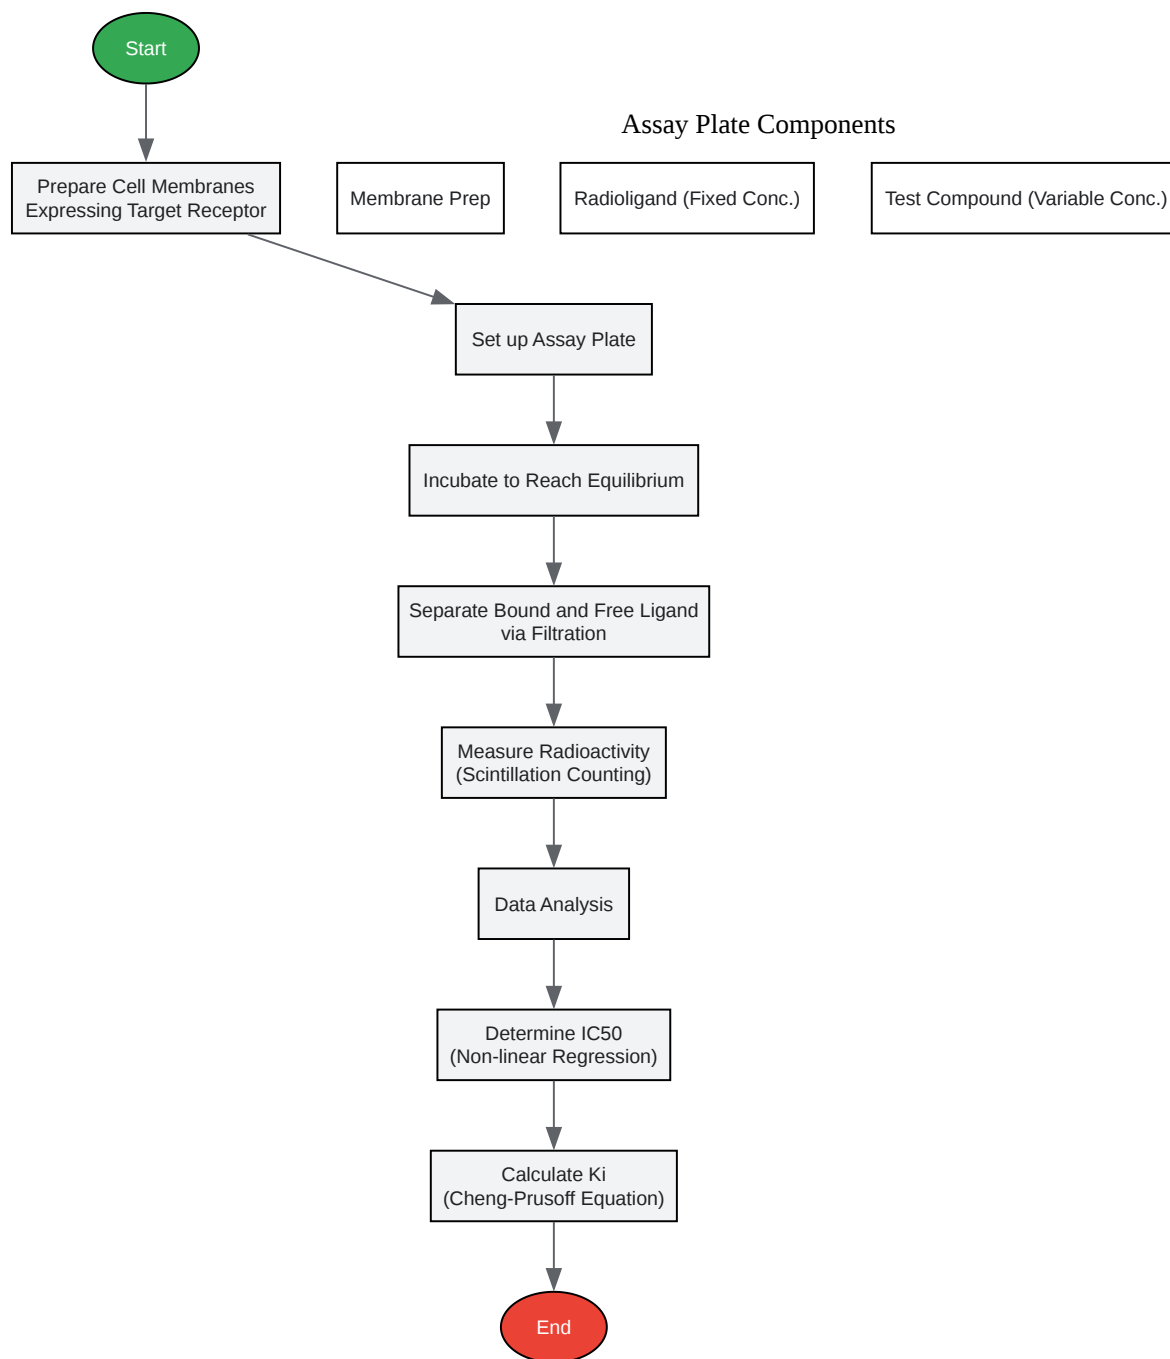 Start
Assay Plate Components
Prepare Cell Membranes
Expressing Target Receptor
Membrane Prep
Radioligand (Fixed Conc.)
Test Compound (Variable Conc.)
Set up Assay Plate
Incubate to Reach Equilibrium
Separate Bound and Free Ligand
via Filtration
Measure Radioactivity
(Scintillation Counting)
Data Analysis
Determine IC50
(Non-linear Regression)
Calculate Ki
(Cheng-Prusoff Equation)
End